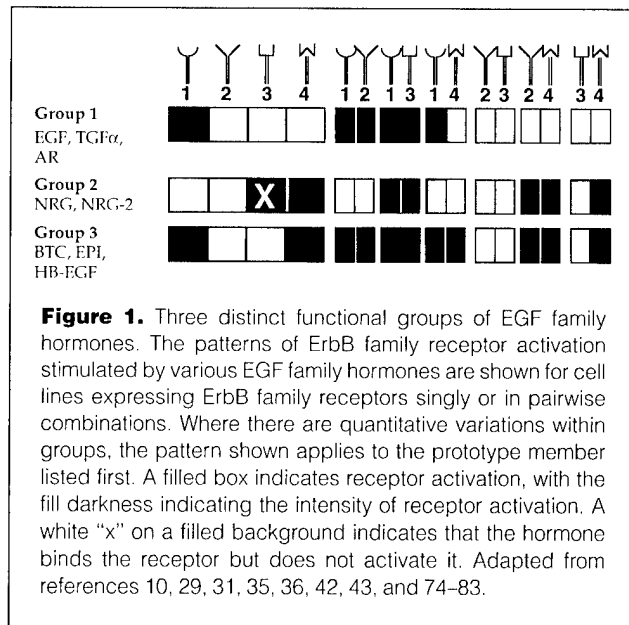 1 2 3 4 1 2 1 3 1 4 2 3 2 4 3 4
Group 1
EGF, TGFα,
AR
Group 2
NRG, NRG-2
X
Group 3
BTC, EPI,
HB-EGF
Figure 1. Three distinct functional groups of EGF family
hormones. The patterns of ErbB family receptor activation
stimulated by various EGF family hormones are shown for cell
lines expressing ErbB family receptors singly or in pairwise
combinations. Where there are quantitative variations within
groups, the pattern shown applies to the prototype member
listed first. A filled box indicates receptor activation, with the
fill darkness indicating the intensity of receptor activation. A
white “x” on a filled background indicates that the hormone
binds the receptor but does not activate it. Adapted from
references 10, 29, 31, 35, 36, 42, 43, and 74–83.